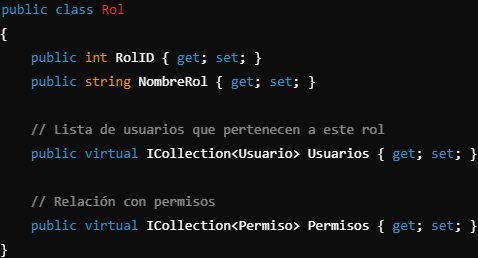 public class Rol
{
    public int RolID { get; set; }
    public string NombreRol { get; set; }

    // Lista de usuarios que pertenecen a este rol
    public virtual ICollection<Usuario> Usuarios { get; set; }

    // Relación con permisos
    public virtual ICollection<Permiso> Permisos { get; set; }
}